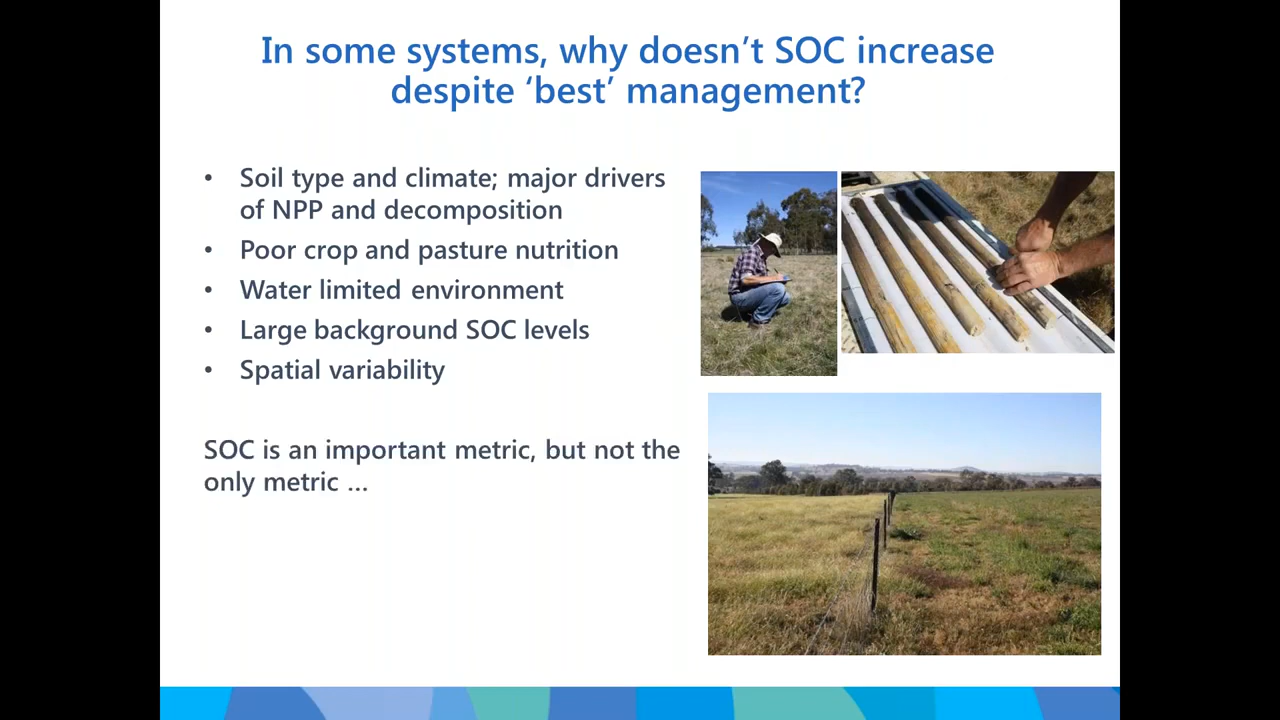 In some systems, why doesn’t SOC increase
despite ‘best’ management?
• Soil type and climate; major drivers
of NPP and decomposition
• Poor crop and pasture nutrition
• Water limited environment
• Large background SOC levels
• Spatial variability
SOC is an important metric, but not the
only metric ...